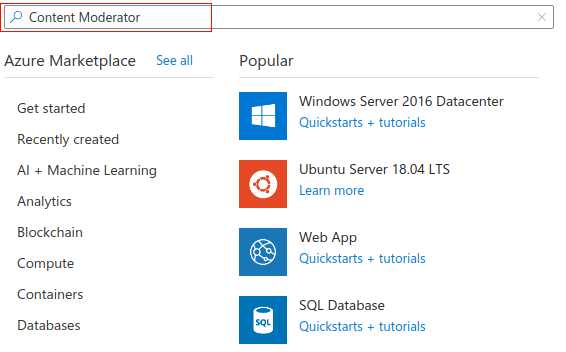 Content Moderator
Azure Marketplace See all
Popular
Get started
Recently created
AI + Machine Learning
Analytics
Blockchain
Compute
Containers
Databases
Windows Server 2016 Datacenter
Quickstarts + tutorials
Ubuntu Server 18.04 LTS
Learn more
Web App
Quickstarts + tutorials
SQL
SQL Database
Quickstarts + tutorials